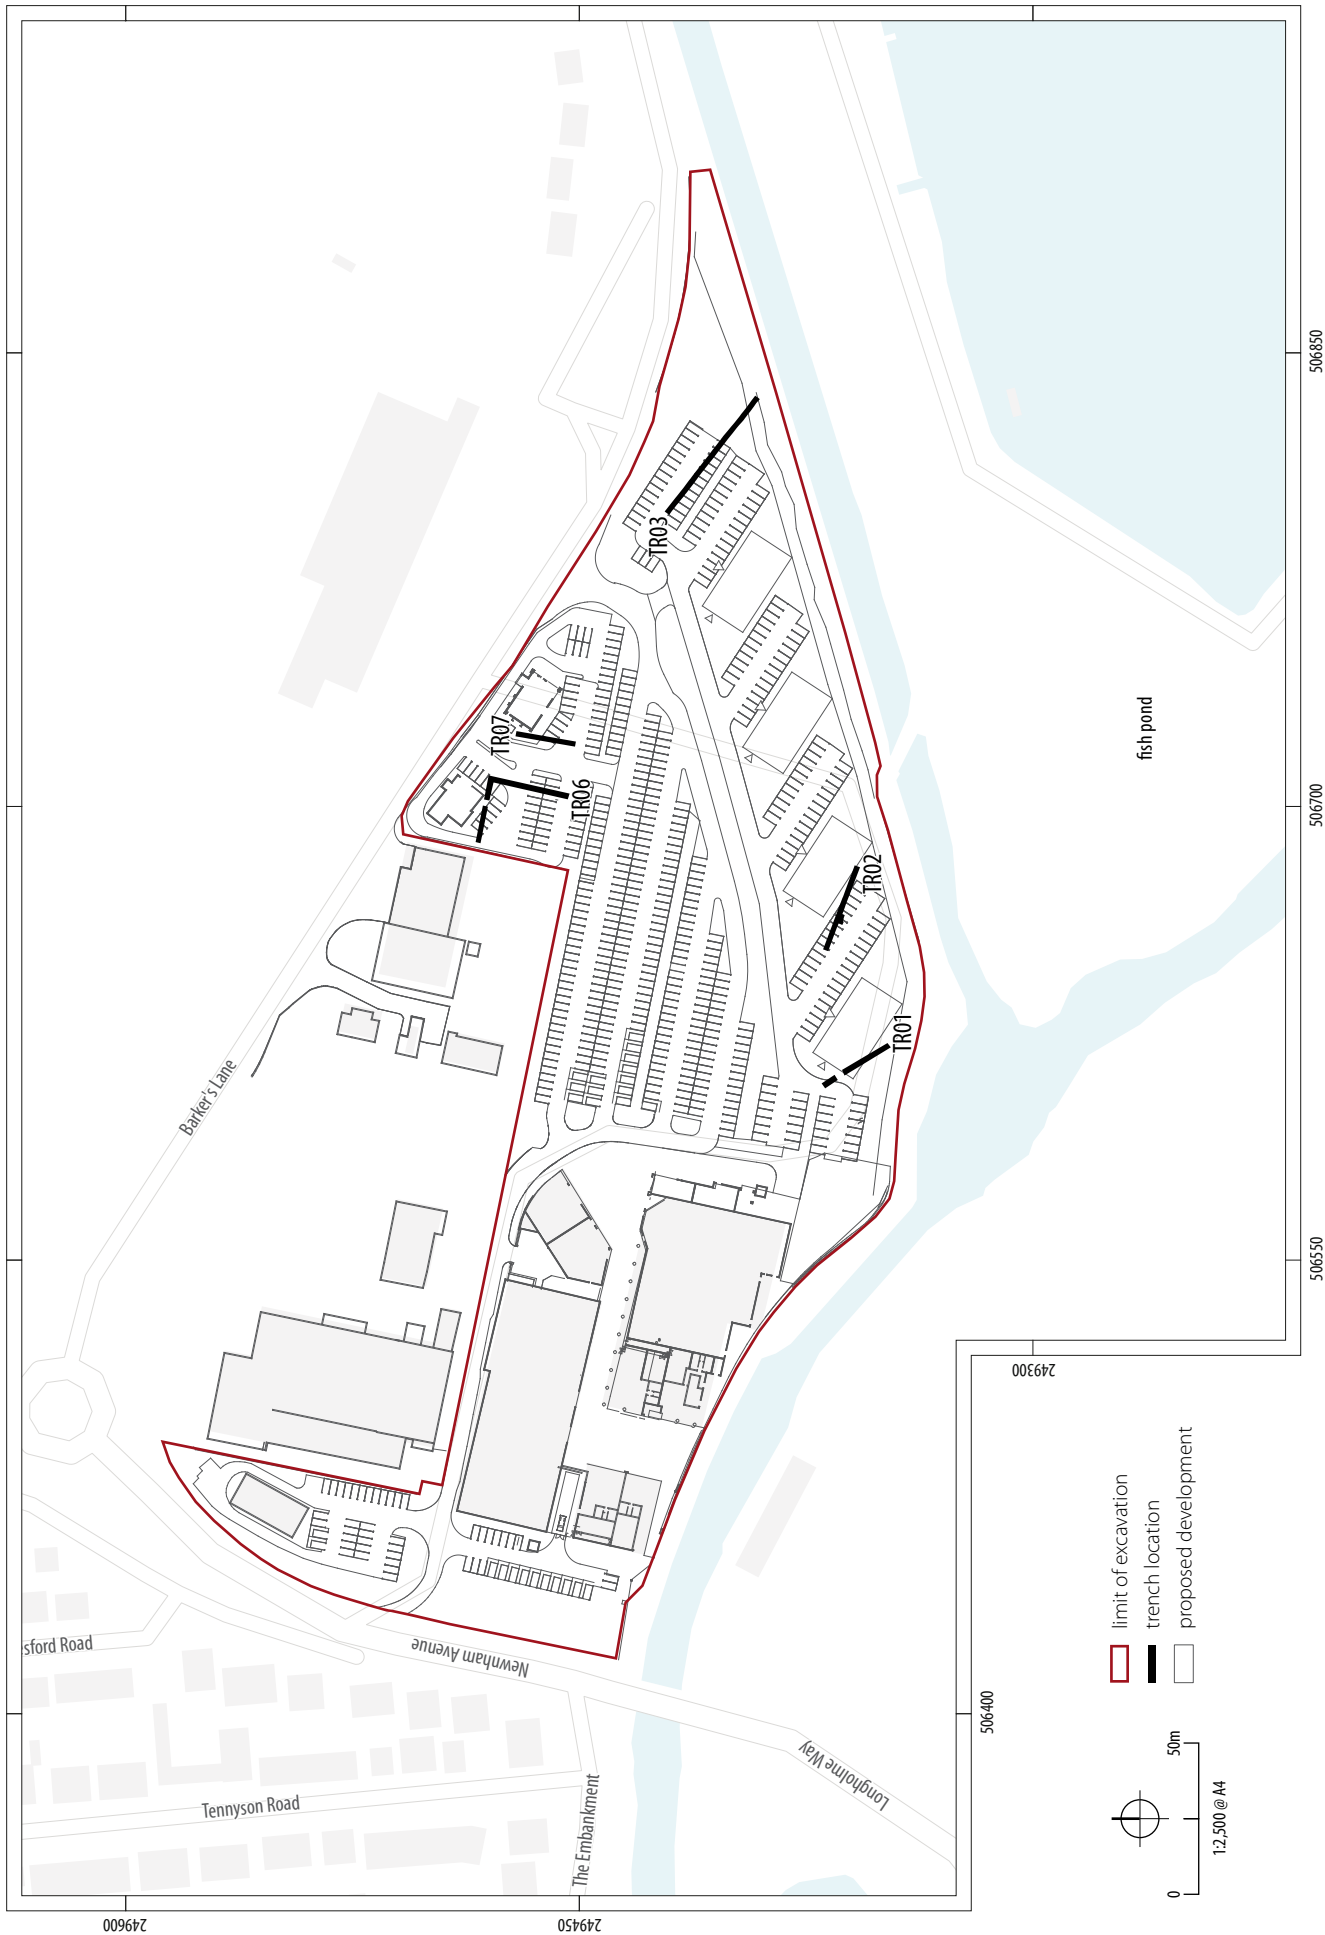 249600
249450
249300
506400
506550
506700
506850
sford Road
Tennyson Road
The Embankment
Newnham Avenue
Longholme Way
Barker's Lane
TR07
TR06
TR03
TR02
TR01
fish pond
0
50m
1:2,500 @ A4
limit of excavation
trench location
proposed development